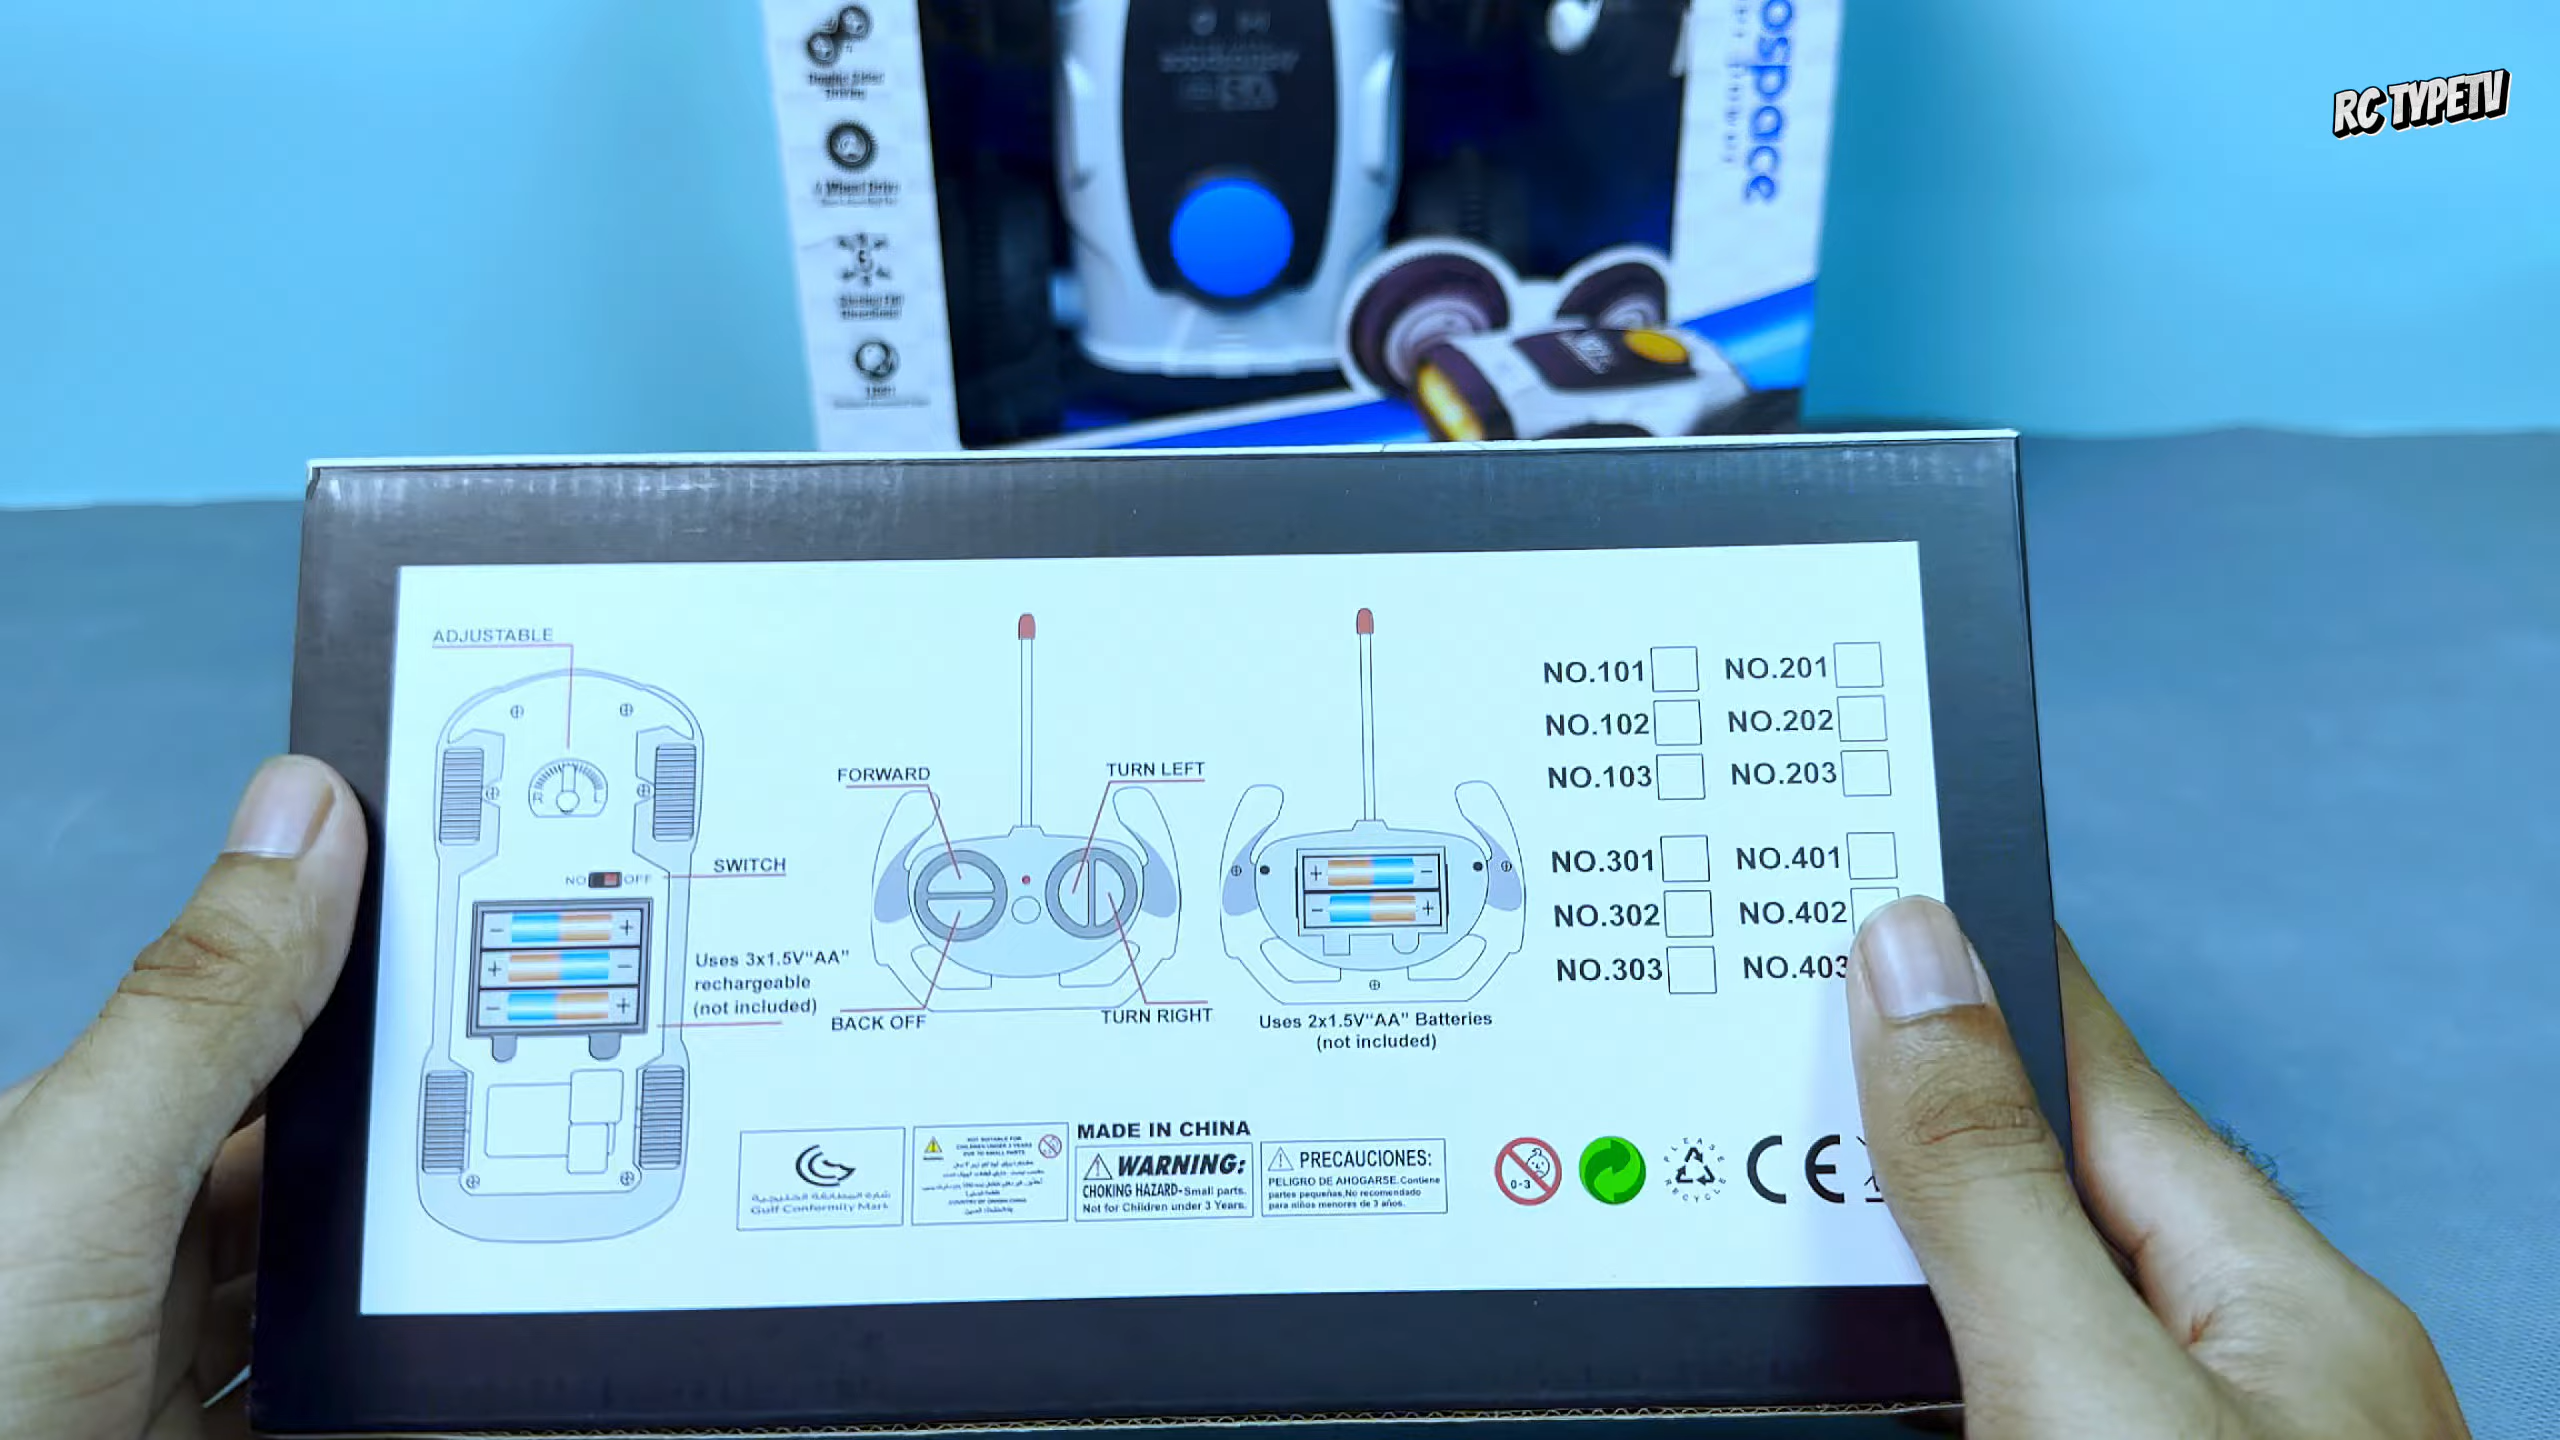 RC TYPETV
ospace
ADJUSTABLE
NO OFF
SWITCH
Uses 3x1.5V"AA"
rechargeable
(not included)
FORWARD
TURN LEFT
BACK OFF
TURN RIGHT
Uses 2x1.5V"AA" Batteries
(not included)
NO.101 NO.201
NO.102 NO.202
NO.103 NO.203
NO.301 NO.401
NO.302 NO.402
NO.303 NO.403
Gulf Conformity Mark
MADE IN CHINA
WARNING:
CHOKING HAZARD-Small parts.
Not for Children under 3 Years.
PRECAUCIONES:
PELIGRO DE AHOGARSE.Contiene
partes pequeñas,No recomendado
para niños menores de 3 años.
0-3
PLEASE
RECYCLE
CE